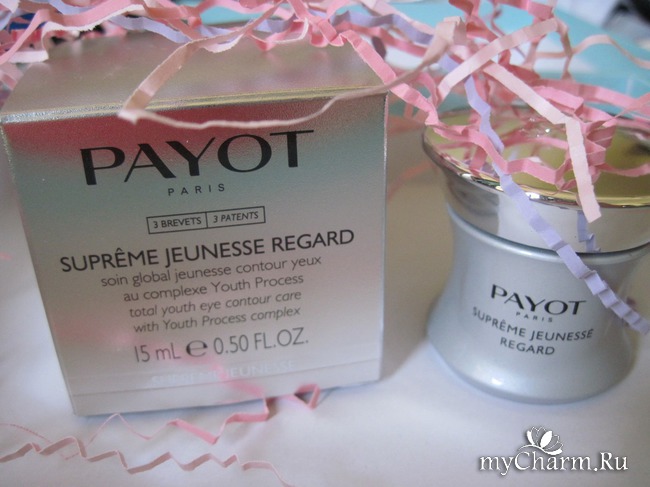 PAYOT
PARIS
3 BREVETS | 3 PATENTS
SUPRÊME JEUNESSE REGARD
soin global jeunesse contour yeux
au complexe Youth Process
total youth eye contour care
with Youth Process complex
15 mL ℮ 0.50 FL.OZ.
SUPRÊME JEUNESSE
PAYOT
PARIS
SUPRÊME JEUNESSE
REGARD
myCharm.Ru